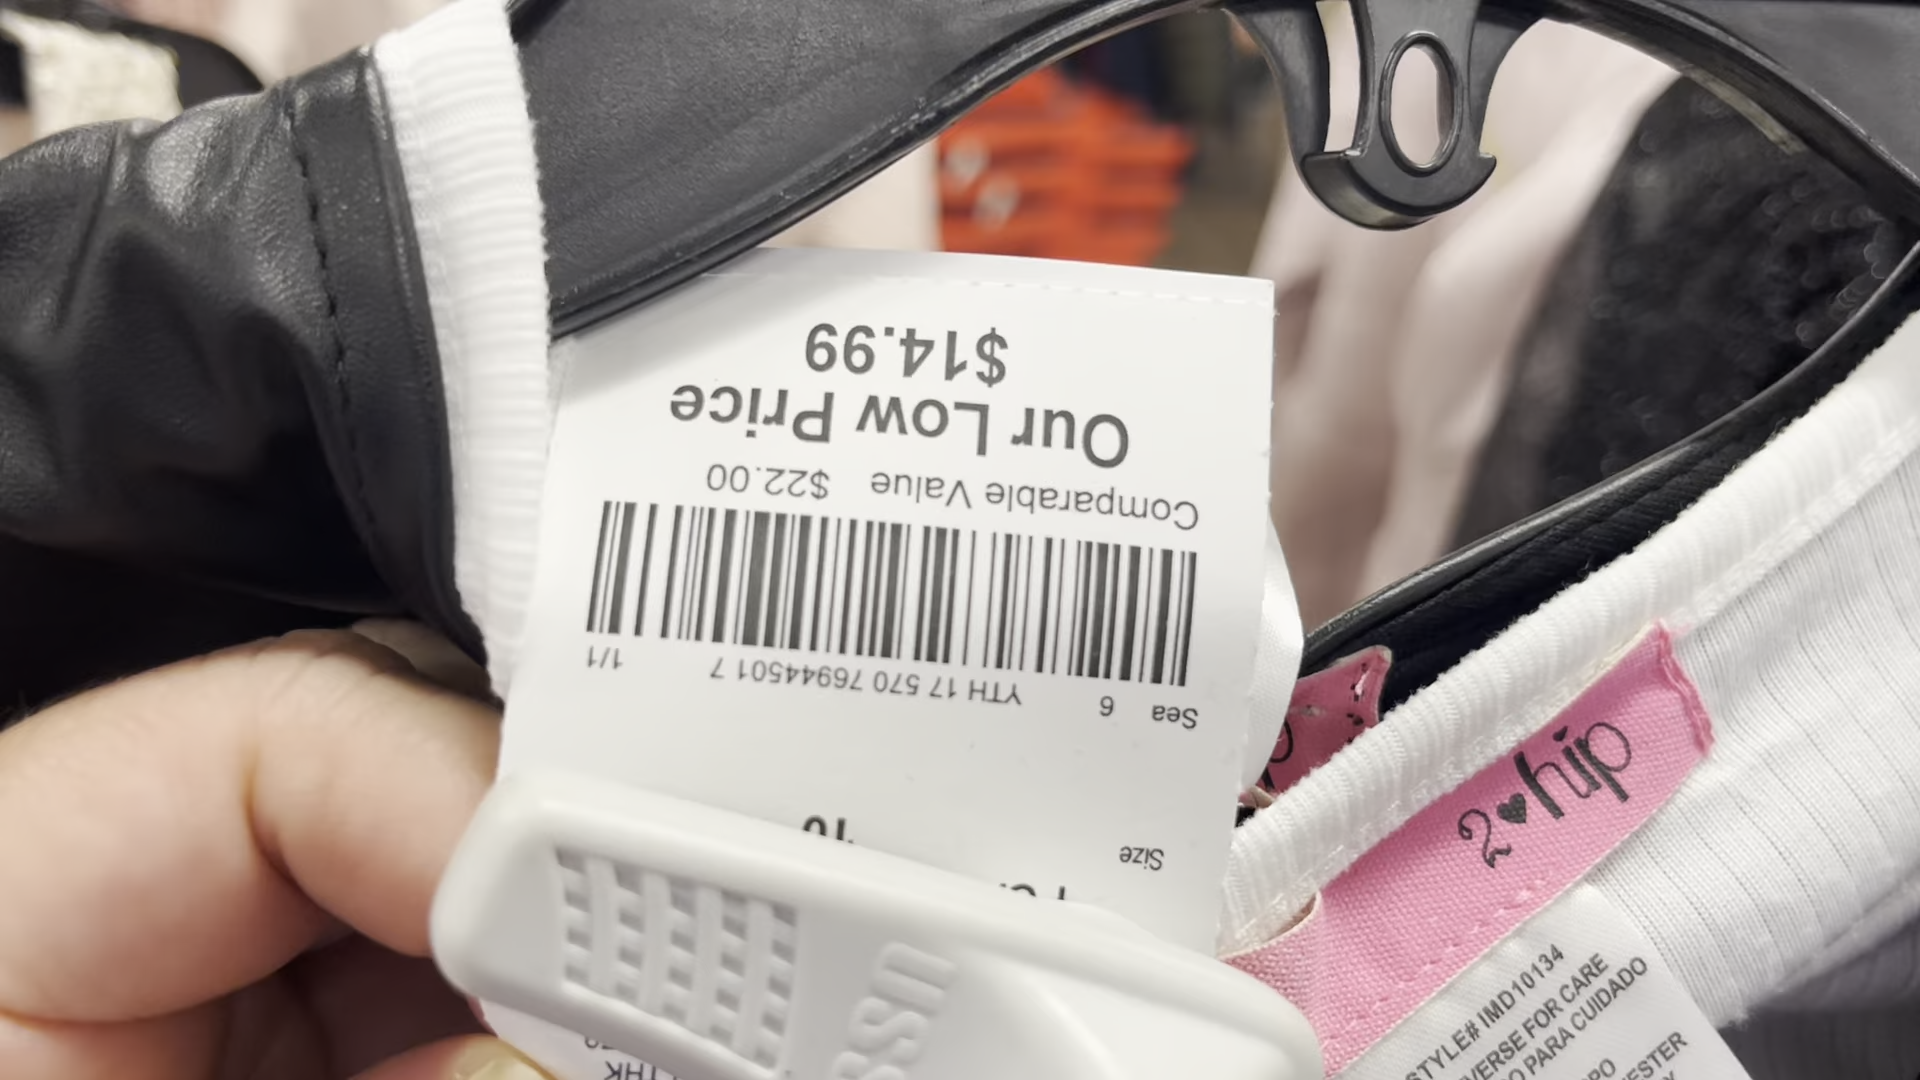 Size
Sea 6 YTH 17 570 76944501 7 1/1
Comparable Value $22.00
Our Low Price
$14.99
2♥hip
STYLE# IMD10134
VERSE FOR CARE
PARA CUIDADO